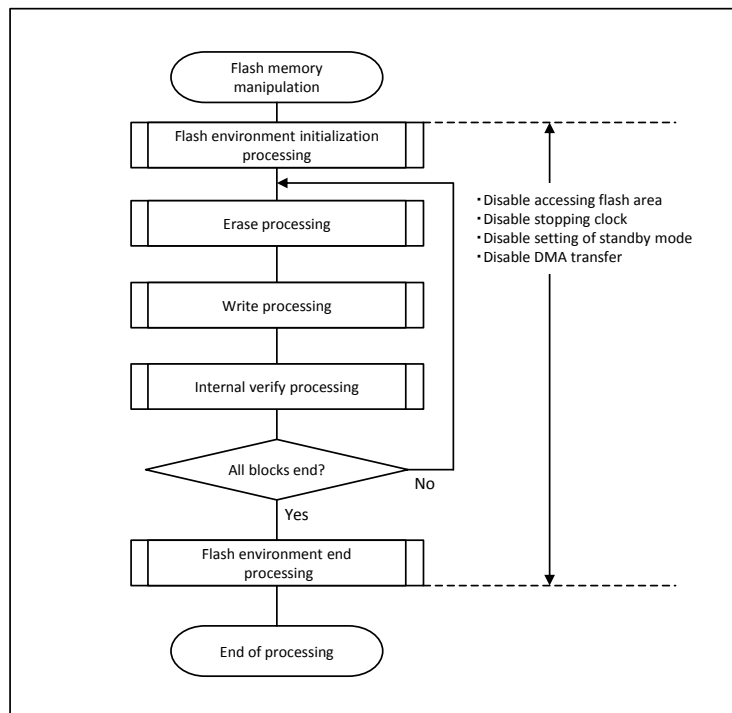 Flash memory
manipulation
Flash environment initialization
processing
・Disable accessing flash area
・Disable stopping clock
・Disable setting of standby mode
・Disable DMA transfer
Erase processing
Write processing
Internal verify processing
All blocks end?
No
Yes
Flash environment end
processing
End of processing